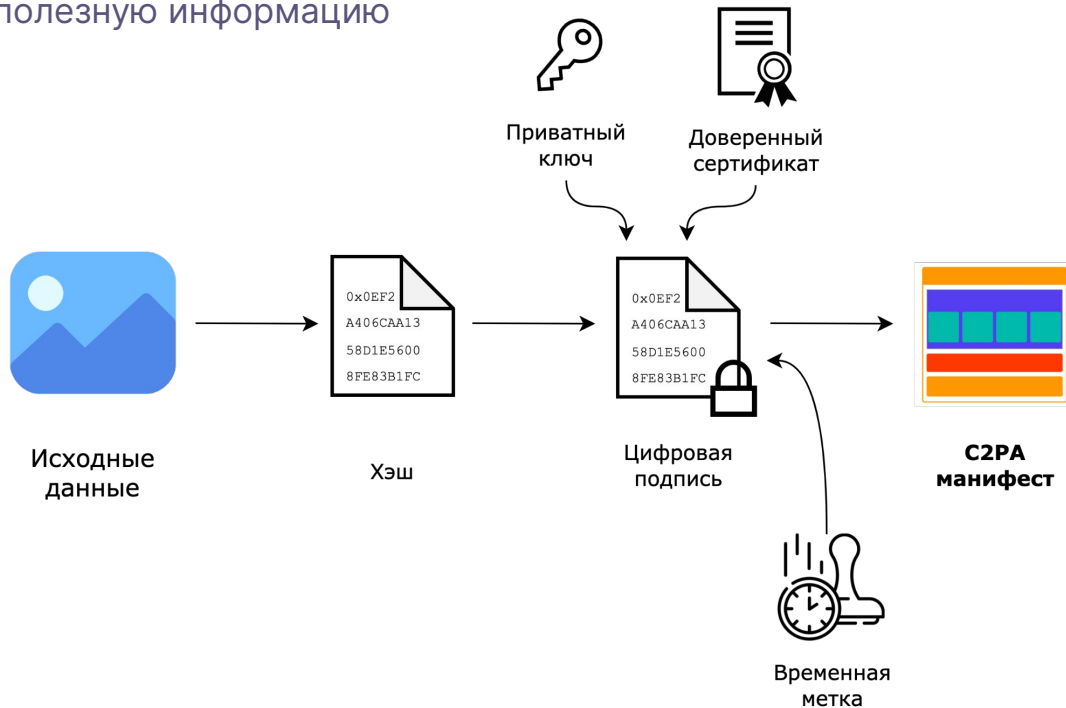 полезную информацию
Приватный
ключ
Доверенный
сертификат
0x0EF2
A406CAA13
58D1E5600
8FE83B1FC
0x0EF2
A406CAA13
58D1E5600
8FE83B1FC
Исходные
данные
Хэш
Цифровая
подпись
C2PA
манифест
Временная
метка